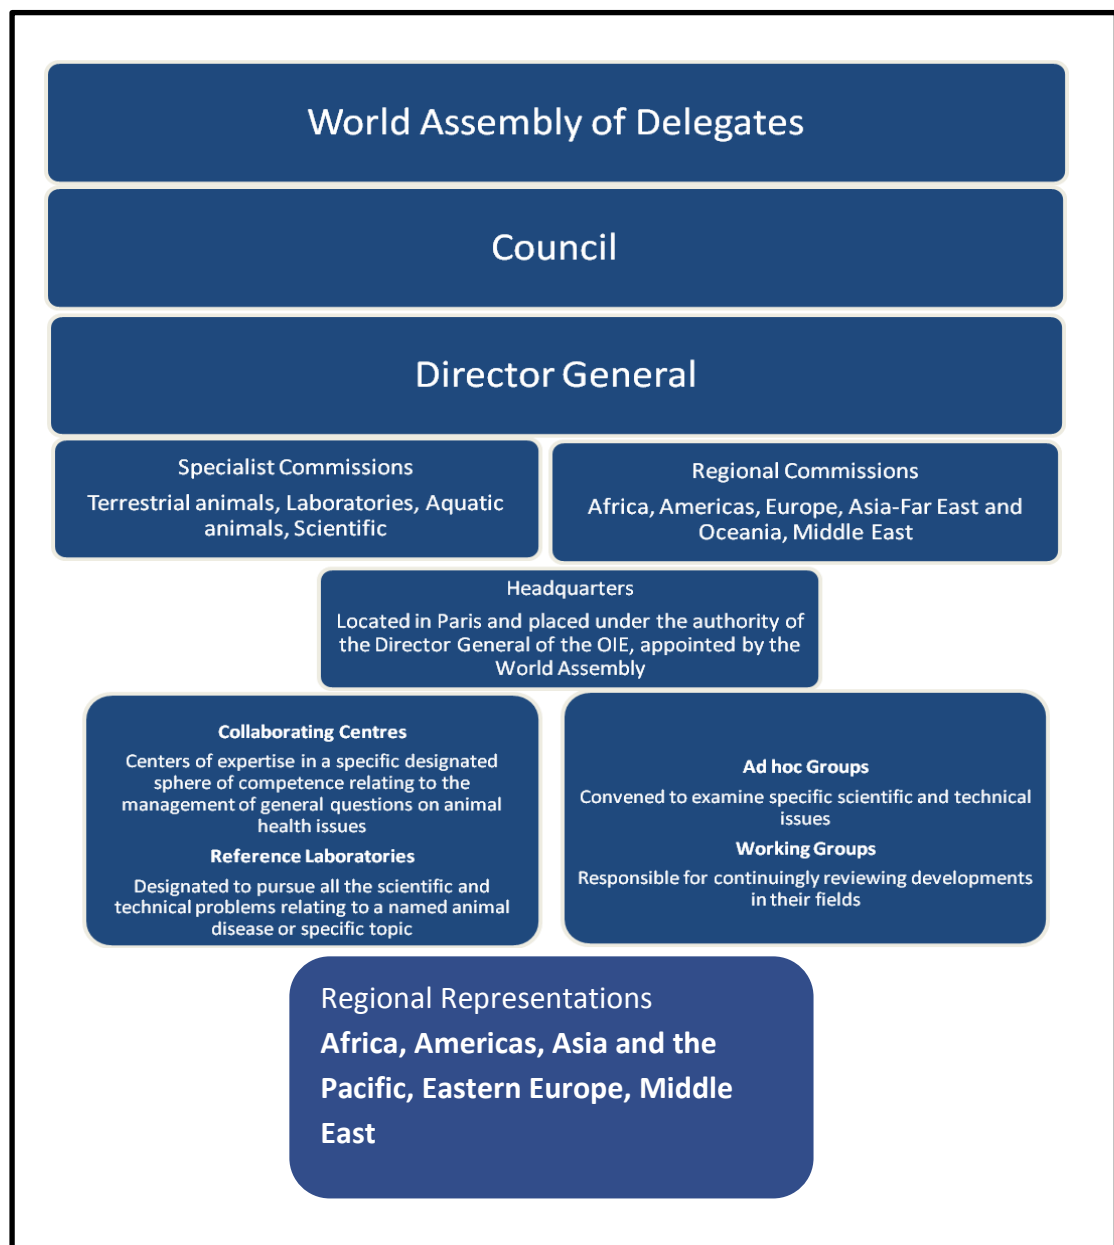 World Assembly of Delegates
Council
Director General
Specialist Commissions
Terrestrial animals, Laboratories, Aquatic
animals, Scientific
Regional Commissions
Africa, Americas, Europe, Asia-Far East and
Oceania, Middle East
Headquarters
Located in Paris and placed under the authority of
the Director General of the OIE, appointed by the
World Assembly
Collaborating Centres
Centers of expertise in a specific designated
sphere of competence relating to the
management of general questions on animal
health issues
Reference Laboratories
Designated to pursue all the scientific and
technical problems relating to a named animal
disease or specific topic
Ad hoc Groups
Convened to examine specific scientific and technical
issues
Working Groups
Responsible for continuingly reviewing developments
in their fields
Regional Representations
Africa, Americas, Asia and the
Pacific, Eastern Europe, Middle
East